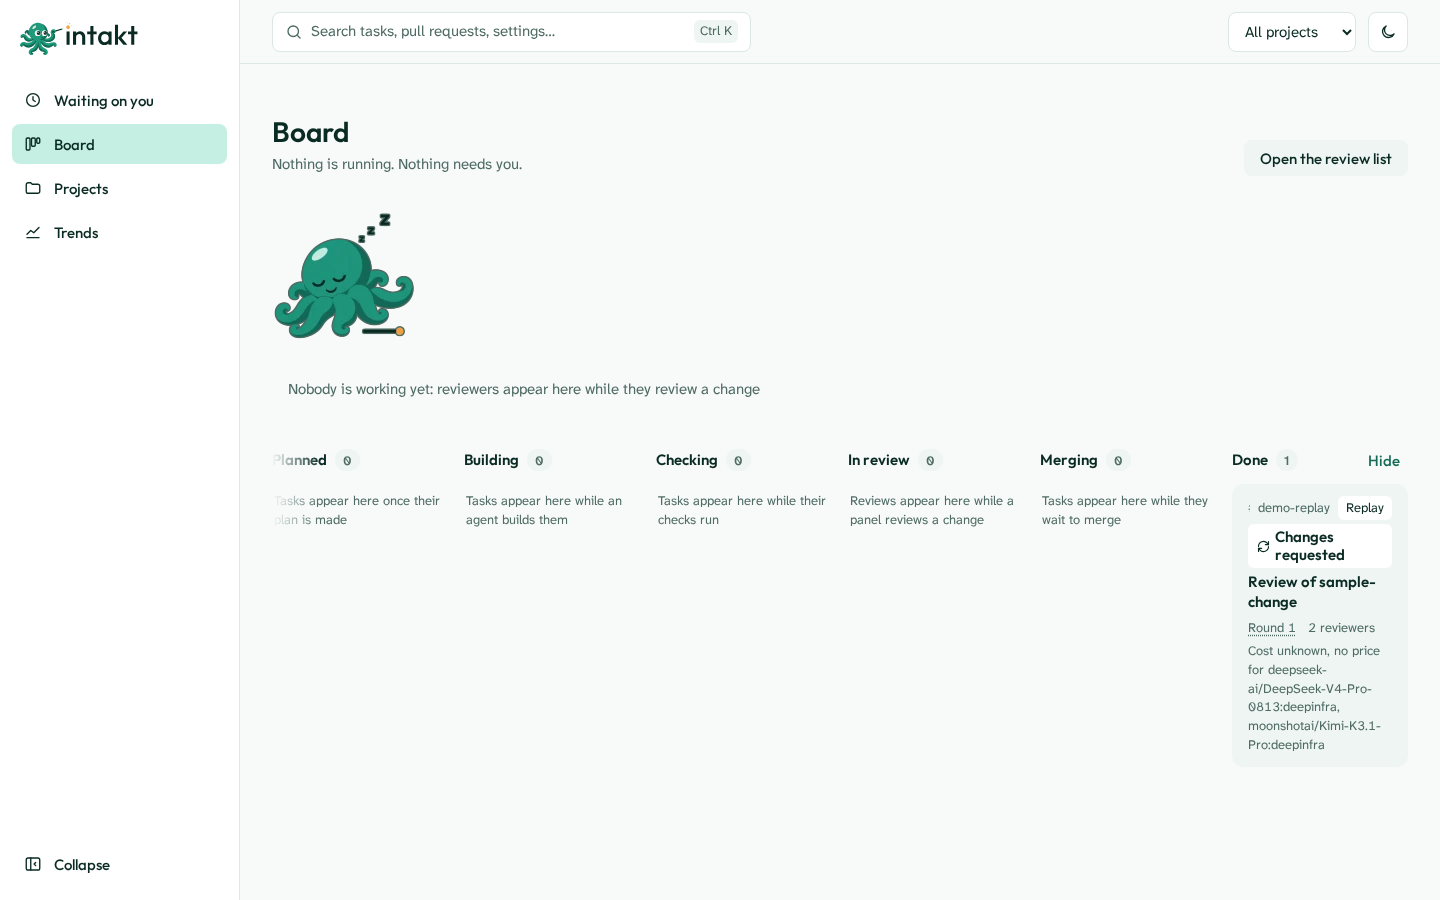 intakt
Search tasks, pull requests, settings...
Ctrl K
All projects
Waiting on you
Board
Projects
Trends
Collapse
Board
Nothing is running. Nothing needs you.
Open the review list
z z z
Nobody is working yet: reviewers appear here while they review a change
Planned 0
Tasks appear here once their
plan is made
Building 0
Tasks appear here while an
agent builds them
Checking 0
Tasks appear here while their
checks run
In review 0
Reviews appear here while a
panel reviews a change
Merging 0
Tasks appear here while they
wait to merge
Done 1
Hide
demo-replay
Replay
Changes
requested
Review of sample-
change
Round 1 2 reviewers
Cost unknown, no price
for deepseek-
ai/DeepSeek-V4-Pro-
0813:deepinfra,
moonshotai/Kimi-K3.1-
Pro:deepinfra